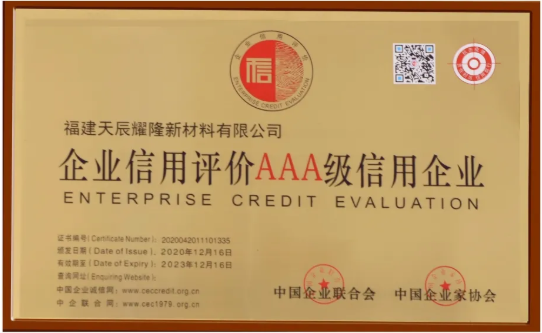 信
ENTERPRISE CREDIT EVALUATION
福建天辰耀隆新材料有限公司
企业信用评价AAA级信用企业
ENTERPRISE CREDIT EVALUATION
证书编号(Certificate Number): 2020042011101335
颁发日期(Date of Issue): 2020年12月16日
有效期至(Date of Expiry): 2023年12月16日
查询网址(Enquiring Website):
中国企业诚信网: www.ceccredit.org.cn
中企联合网: www.cec1979.org.cn
中国企业联合会 中国企业家协会